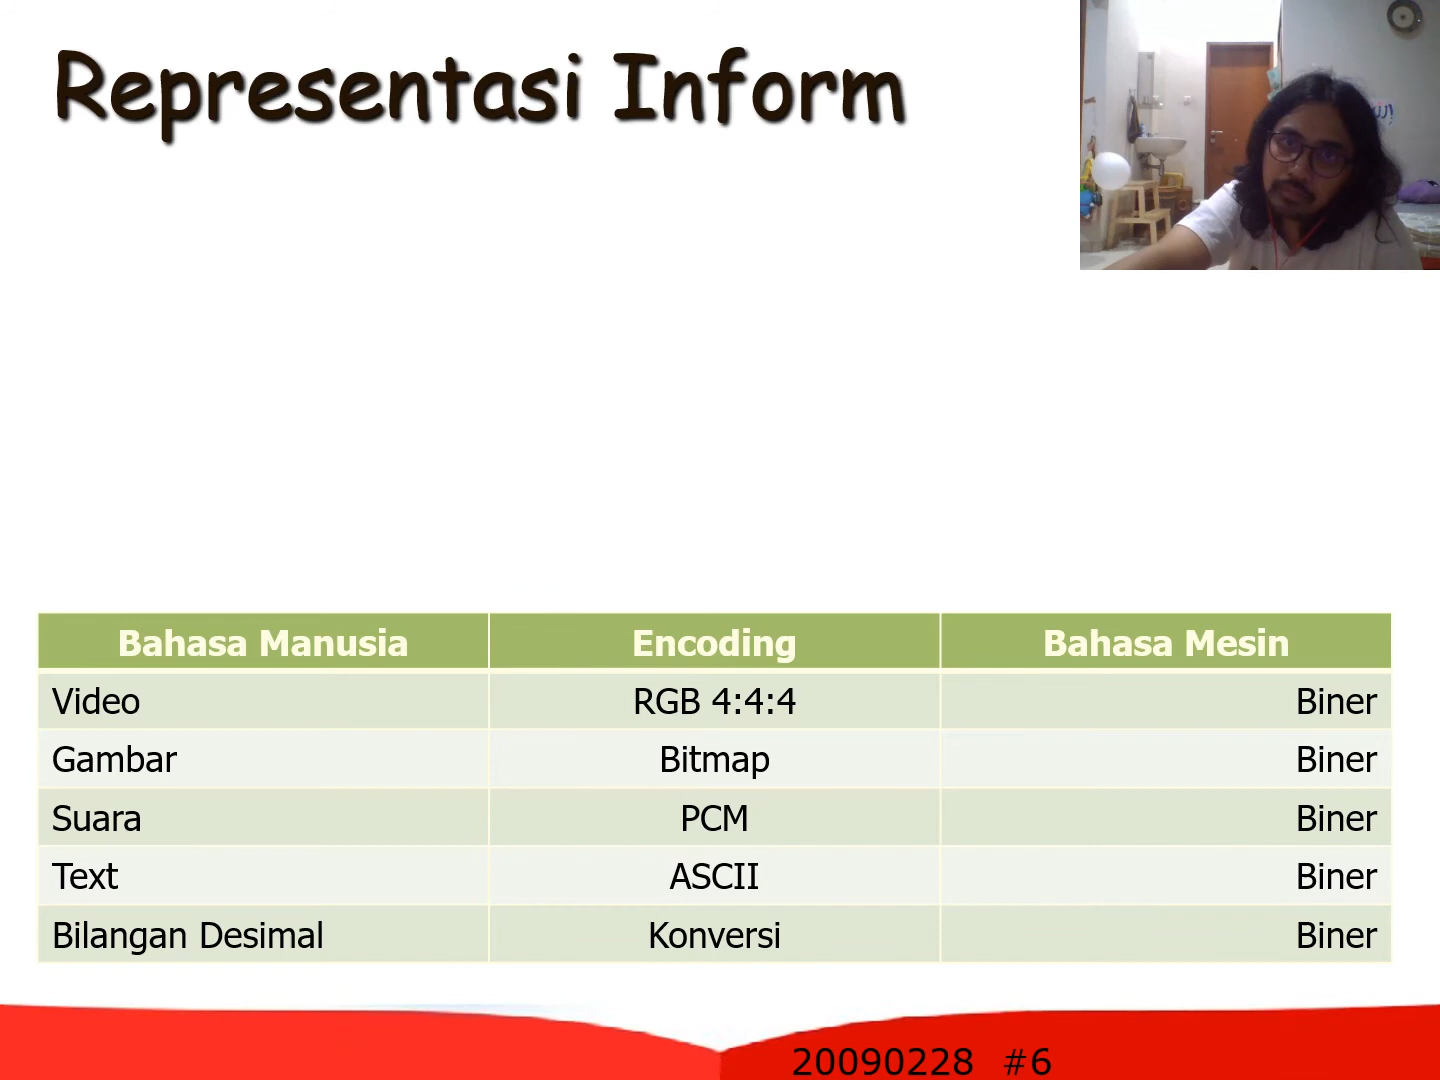 Representasi Inform
Bahasa Manusia Encoding Bahasa Mesin
Video RGB 4:4:4 Biner
Gambar Bitmap Biner
Suara PCM Biner
Text ASCII Biner
Bilangan Desimal Konversi Biner
20090228 #6